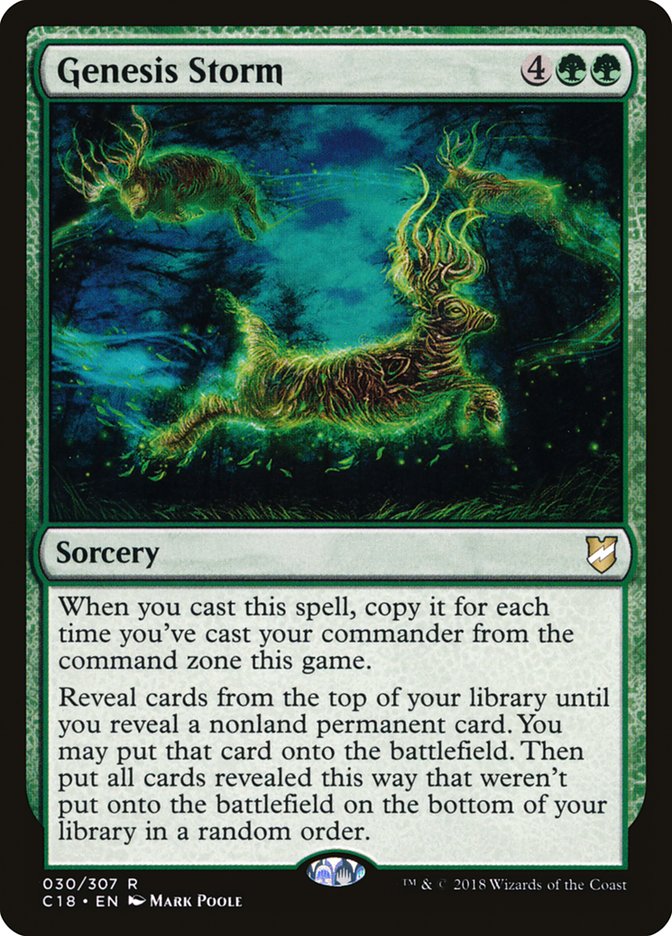 Genesis Storm 4
Sorcery
When you cast this spell, copy it for each
time you've cast your commander from the
command zone this game.
Reveal cards from the top of your library until
you reveal a nonland permanent card. You
may put that card onto the battlefield. Then
put all cards revealed this way that weren't
put onto the battlefield on the bottom of your
library in a random order.
030/307 R
C18 • EN Mark Poole
™ & © 2018 Wizards of the Coast